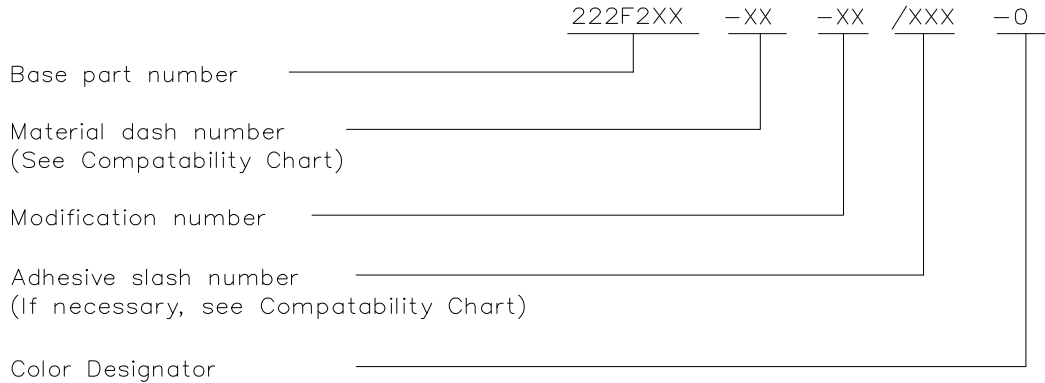 222F2XX -XX -XX /XXX -0
Base part number
Material dash number
(See Compatability Chart)
Modification number
Adhesive slash number
(If necessary, see Compatability Chart)
Color Designator